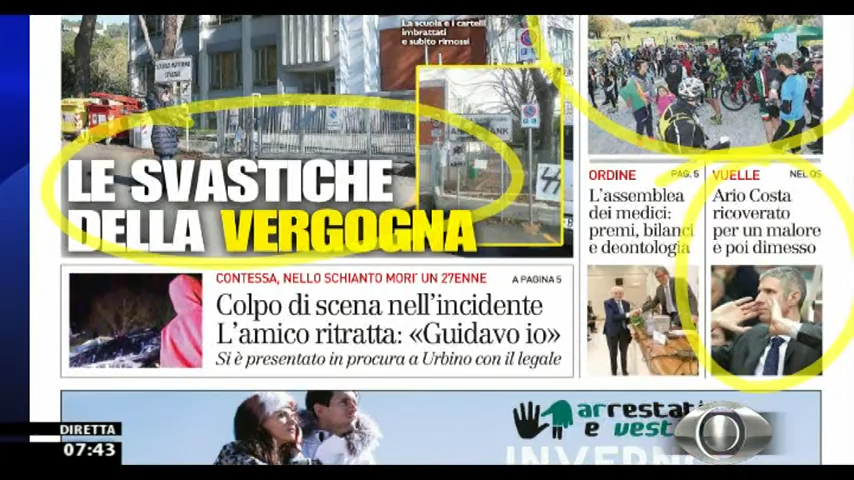 La scuola e i cartelli
imbrattati
e subito rimossi
LE SVASTICHE
DELLA VERGOGNA
ORDINE PAG. 5
L'assemblea
dei medici:
premi, bilanci
e deontologia
VUELLE NEL QS
Ario Costa
ricoverato
per un malore
e poi dimesso
CONTESSA, NELLO SCHIANTO MORI' UN 27ENNE A PAGINA 5
Colpo di scena nell'incidente
L'amico ritratta: «Guidavo io»
Si è presentato in procura a Urbino con il legale
arrestati
e vest
INVERNO
DIRETTA
07:43